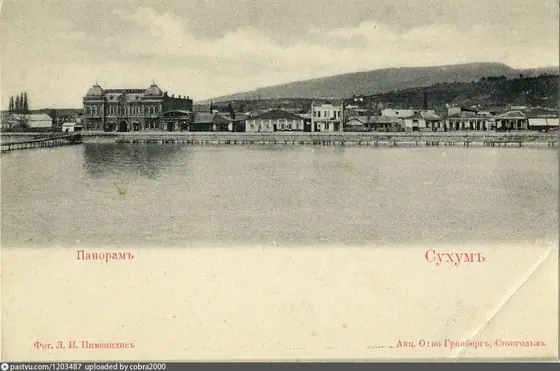 Панорамъ
Сухумъ
Фот. Л. И. Пименидисъ
Акц. О:во Гранбергъ, Стокгольмъ
pastvu.com/1203487 uploaded by cobra2000